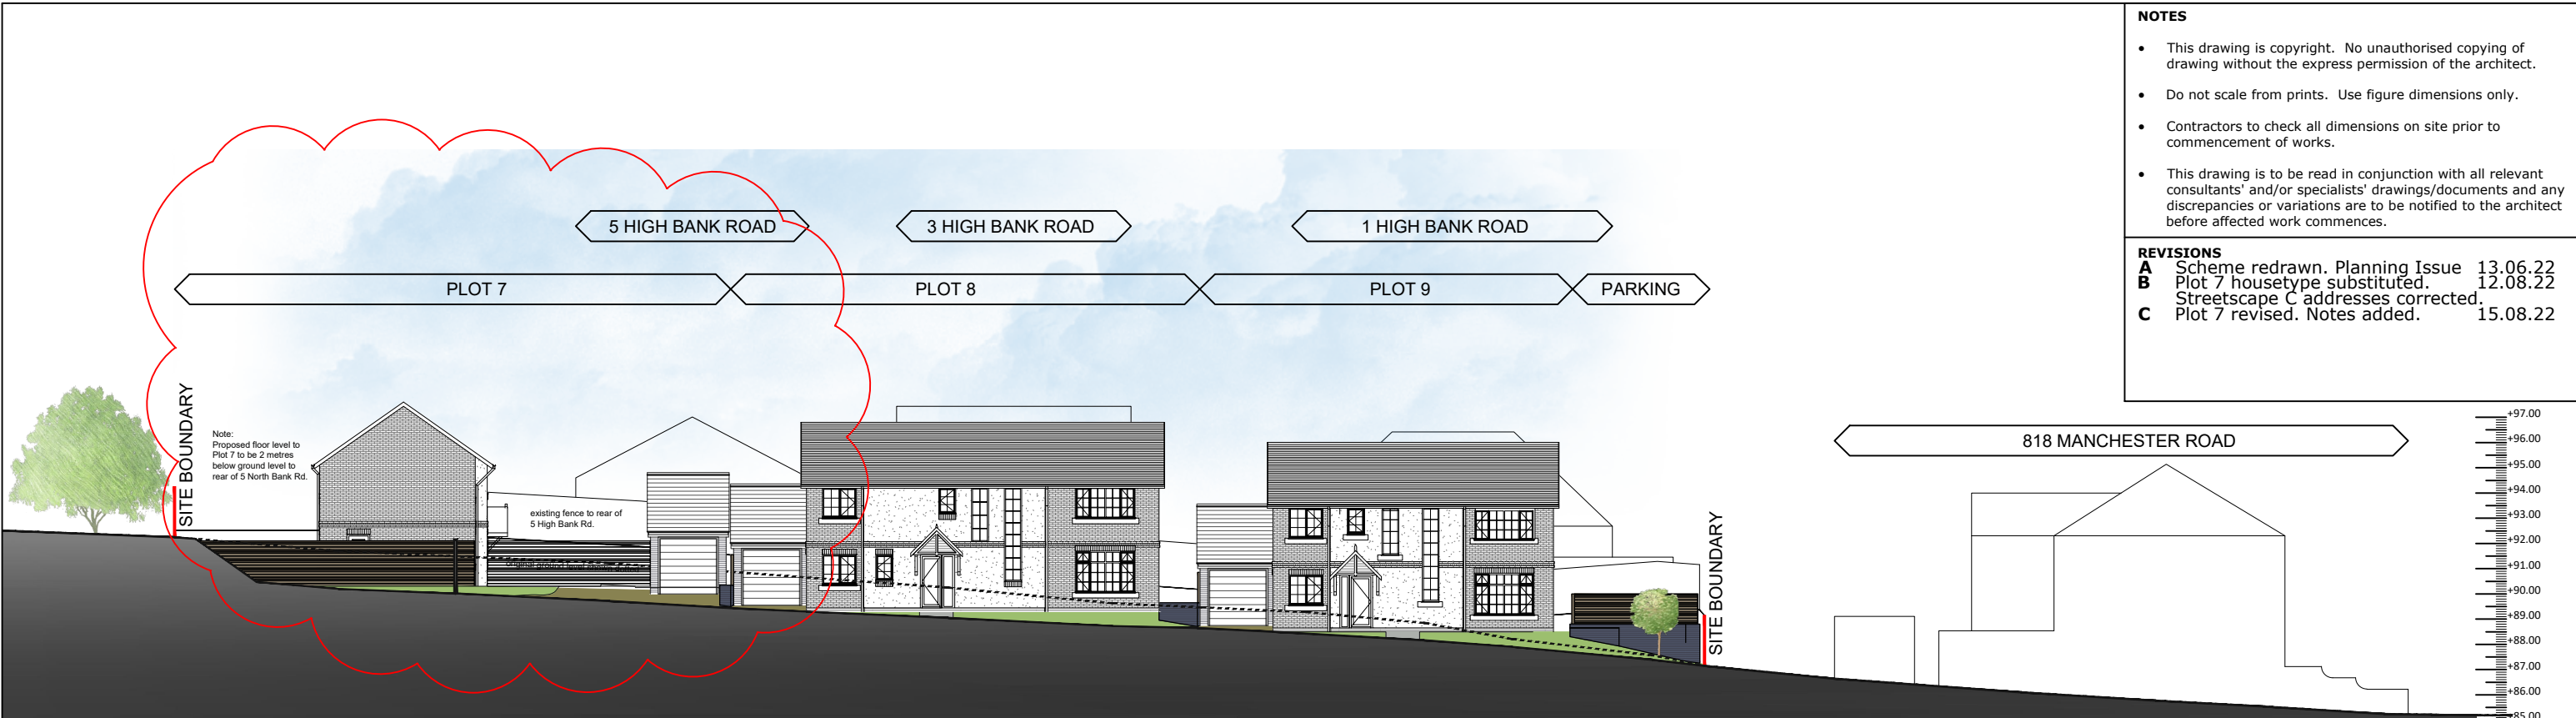 NOTES
• This drawing is copyright. No unauthorised copying of
drawing without the express permission of the architect.
• Do not scale from prints. Use figure dimensions only.
• Contractors to check all dimensions on site prior to
commencement of works.
• This drawing is to be read in conjunction with all relevant
consultants' and/or specialists' drawings/documents and any
discrepancies or variations are to be notified to the architect
before affected work commences.
REVISIONS
A Scheme redrawn. Planning Issue 13.06.22
B Plot 7 housetype substituted. 12.08.22
Streetscape C addresses corrected.
C Plot 7 revised. Notes added. 15.08.22
5 HIGH BANK ROAD
3 HIGH BANK ROAD
1 HIGH BANK ROAD
PLOT 7
PLOT 8
PLOT 9
PARKING
818 MANCHESTER ROAD
SITE BOUNDARY
Note:
Proposed floor level to
Plot 7 to be 2 metres
below ground level to
rear of 5 North Bank Rd.
existing fence to rear of
5 High Bank Rd.
original ground level
SITE BOUNDARY
+97.00
+96.00
+95.00
+94.00
+93.00
+92.00
+91.00
+90.00
+89.00
+88.00
+87.00
+86.00
+85.00